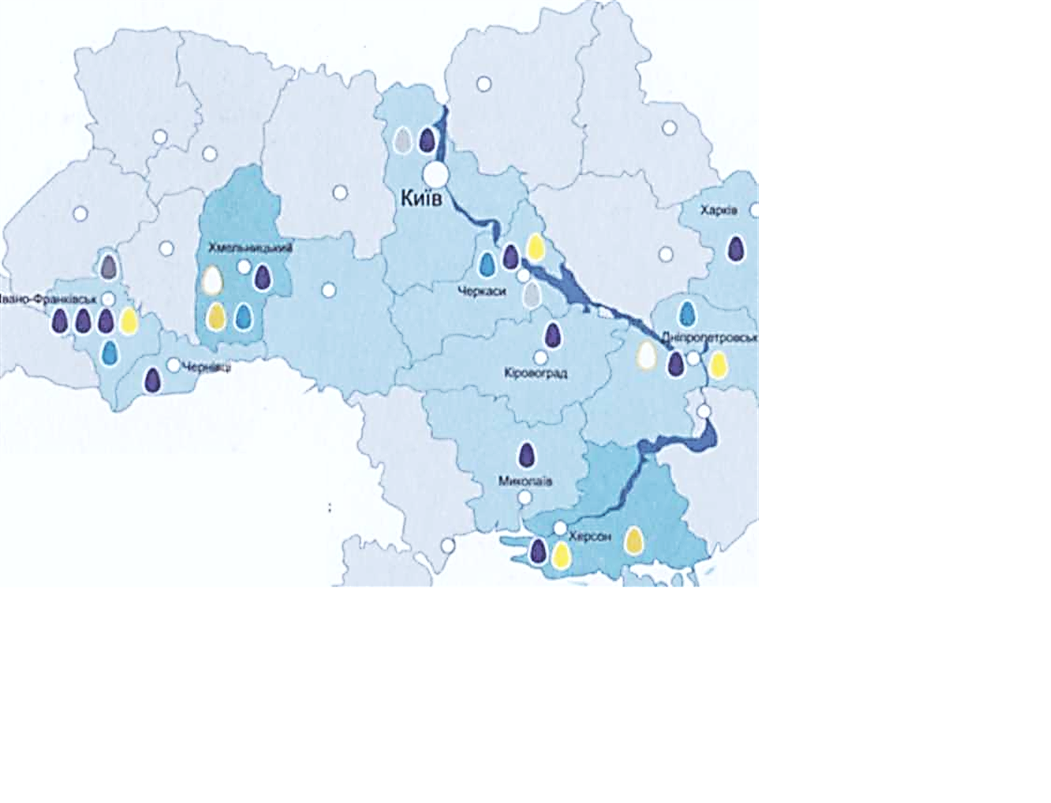 Київ
Харків
Хмельницький
Черкаси
Івано-Франківськ
Дніпропетровськ
Чернівці
Кіровоград
Миколаїв
Херсон